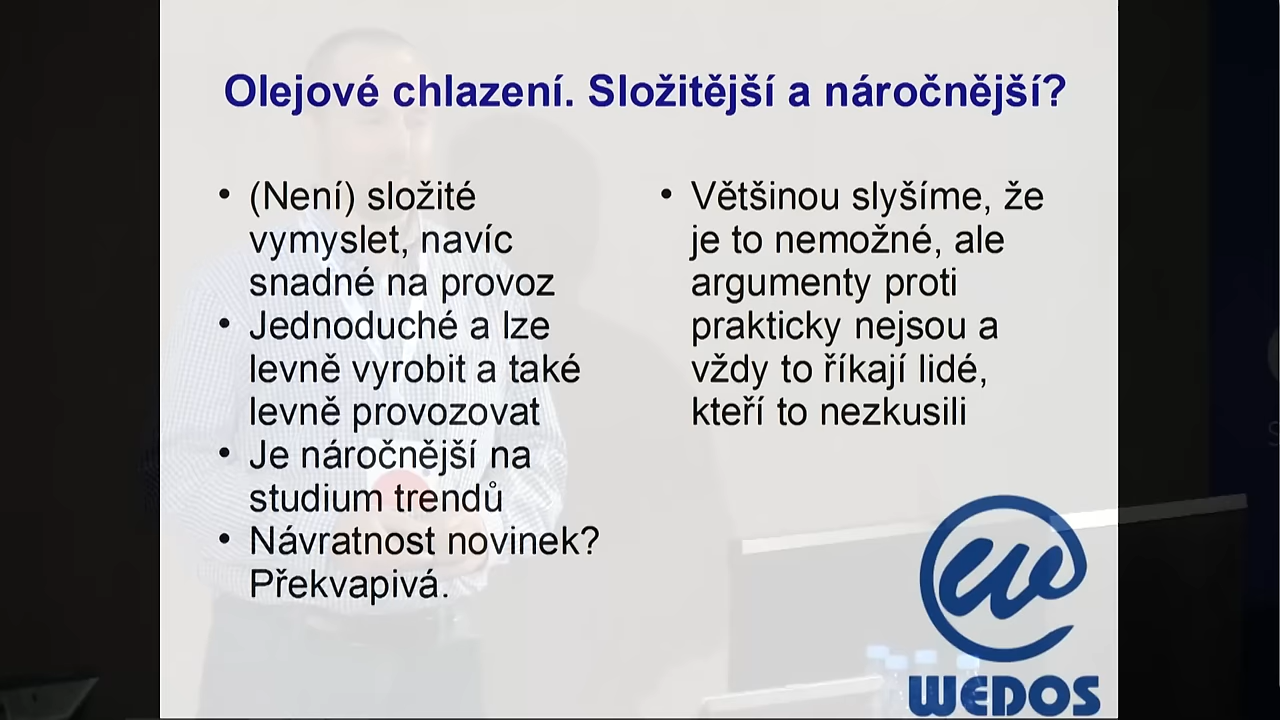 Olejové chlazení. Složitější a náročnější?
• (Není) složité
vymyslet, navíc
snadné na provoz
• Jednoduché a lze
levně vyrobit a také
levně provozovat
• Je náročnější na
studium trendů
• Návratnost novinek?
Překvapivá.
• Většinou slyšíme, že
je to nemožné, ale
argumenty proti
prakticky nejsou a
vždy to říkají lidé,
kteří to nezkusili
WEDOS